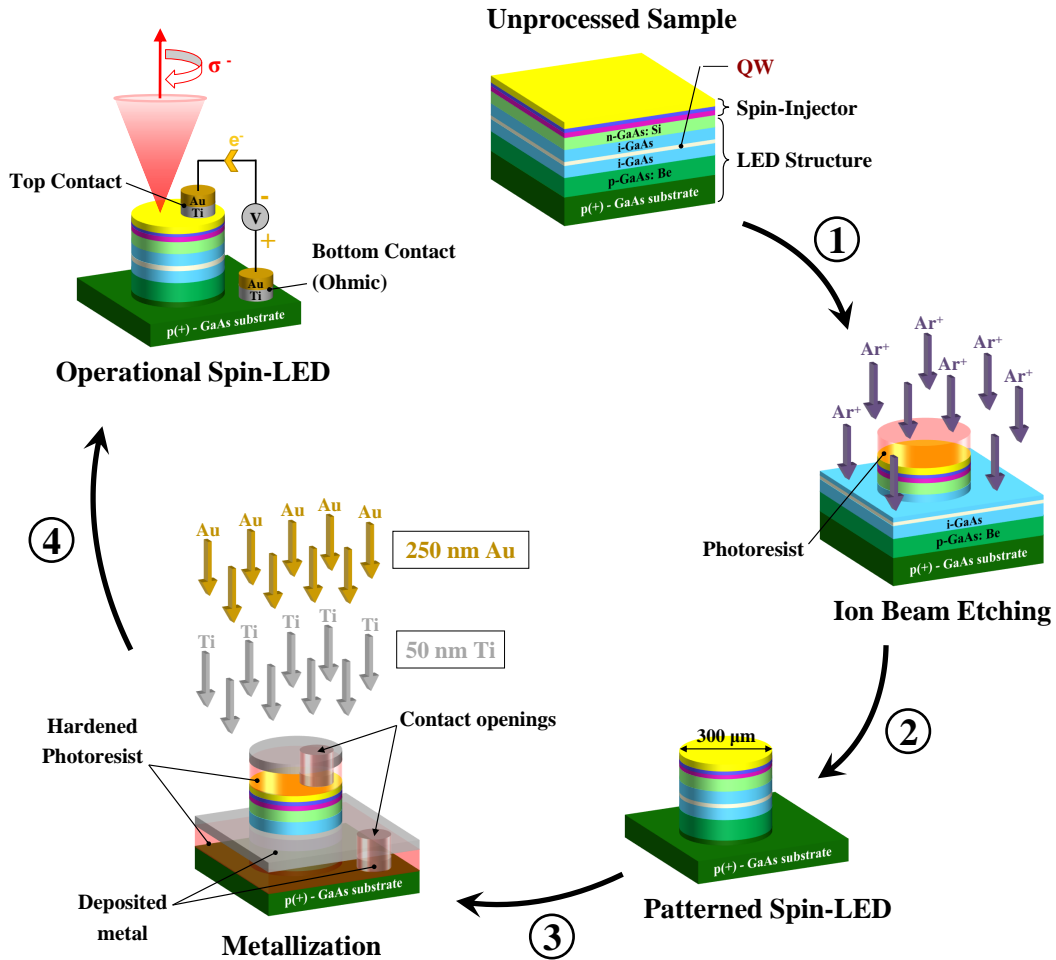 Unprocessed Sample
QW
Spin-Injector
n-GaAs: Si
i-GaAs
i-GaAs
LED Structure
p-GaAs: Be
p(+) - GaAs substrate
1
Ar⁺
Ar⁺
Ar⁺
Ar⁺
Ar⁺
Ar⁺
i-GaAs
p-GaAs: Be
p(+) - GaAs substrate
Photoresist
Ion Beam Etching
2
300 μm
p(+) - GaAs substrate
Patterned Spin-LED
3
Au Au Au Au Au
250 nm Au
Ti Ti Ti Ti Ti
50 nm Ti
Hardened
Photoresist
Contact openings
p(+) - GaAs substrate
Deposited
metal
Metallization
4
σ⁻
e⁻
Top Contact
Au
Ti
-
V
+
Bottom Contact
(Ohmic)
Au
Ti
p(+) - GaAs substrate
Operational Spin-LED